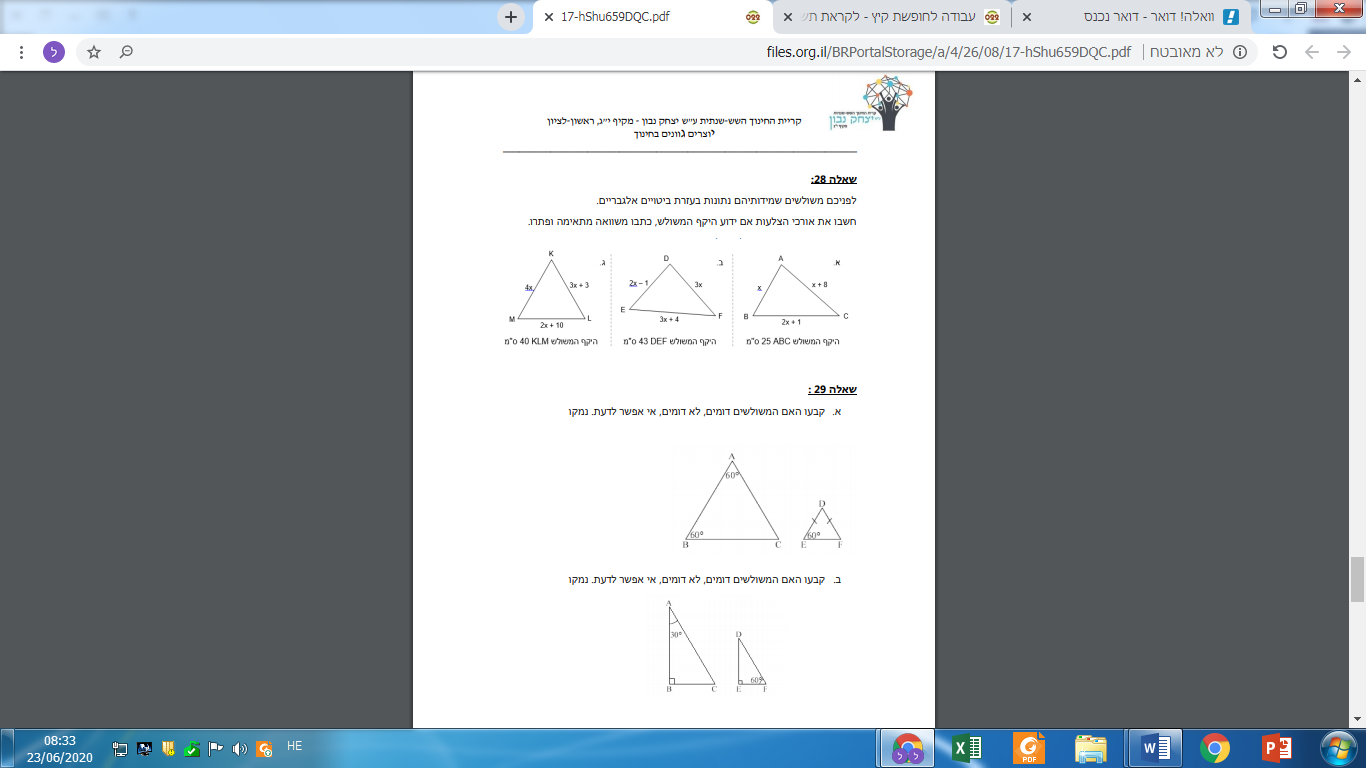 17-hShu659DQC.pdf
עבודה לחופשת קיץ - לקראת תש
וואלה! דואר - דואר נכנס
ל
files.org.il/BRPortalStorage/a/4/26/08/17-hShu659DQC.pdf
לא מאובטח
קריית החינוך השש-שנתית ע״ש יצחק נבון - מקיף י״ג, ראשון-לציון
יוצרים גוונים בחינוך
יצחק נבון
שאלה 28:
לפניכם משולשים שמידותיהם נתונות בעזרת ביטויים אלגבריים.
חשבו את אורכי הצלעות אם ידוע היקף המשולש, כתבו משוואה מתאימה ופתרו.
א.
A
x
x + 8
B
C
2x + 1
היקף המשולש ABC 25 ס"מ
ב.
D
2x – 1
3x
E
F
3x + 4
היקף המשולש DEF 43 ס"מ
ג.
K
4x
3x + 3
M
L
2x + 10
היקף המשולש KLM 40 ס"מ
שאלה 29 :
א. קבעו האם המשולשים דומים, לא דומים, אי אפשר לדעת. נמקו
A
60°
60°
B
C
D
60°
E
F
ב. קבעו האם המשולשים דומים, לא דומים, אי אפשר לדעת. נמקו
A
30°
B
C
D
60°
E
F
08:33
23/06/2020
HE
PDF